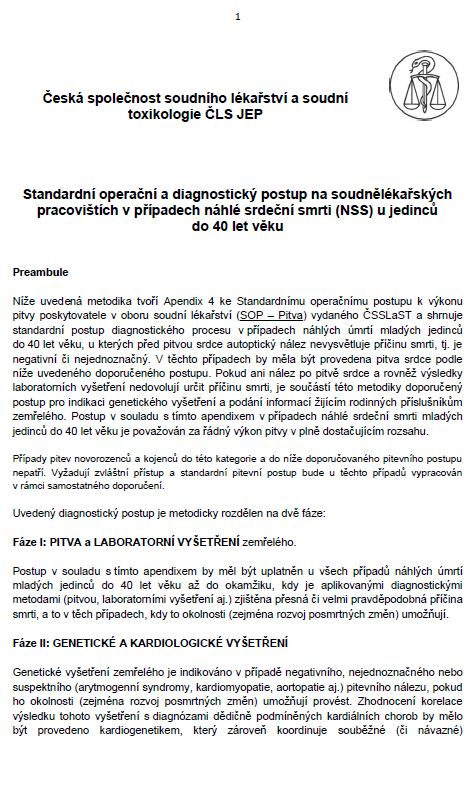 1
Česká společnost soudního lékařství a soudní
toxikologie ČLS JEP
Standardní operační a diagnostický postup na soudnělékařských
pracovištích v případech náhlé srdeční smrti (NSS) u jedinců
do 40 let věku
Preambule
Níže uvedená metodika tvoří Apendix 4 ke Standardnímu operačnímu postupu k výkonu
pitvy poskytovatele v oboru soudní lékařství (SOP – Pitva) vydaného ČSSLaST a shrnuje
standardní postup diagnostického procesu v případech náhlých úmrtí mladých jedinců
do 40 let věku, u kterých před pitvou srdce autoptický nález nevysvětluje příčinu smrti, tj. je
negativní či nejednoznačný. V těchto případech by měla být provedena pitva srdce podle
níže uvedeného doporučeného postupu. Pokud ani nález po pitvě srdce a rovněž výsledky
laboratorních vyšetření nedovolují určit příčinu smrti, je součástí této metodiky doporučený
postup pro indikaci genetického vyšetření a podání informací žijícím rodinných příslušníkům
zemřelého. Postup v souladu s tímto apendixem v případech náhlé srdeční smrti mladých
jedinců do 40 let věku je považován za řádný výkon pitvy v plně dostačujícím rozsahu.
Případy pitev novorozenců a kojenců do této kategorie a do níže doporučovaného pitevního postupu
nepatří. Vyžadují zvláštní přístup a standardní pitevní postup bude u těchto případů vypracován
v rámci samostatného doporučení.
Uvedený diagnostický postup je metodicky rozdělen na dvě fáze:
Fáze I: PITVA a LABORATORNÍ VYŠETŘENÍ zemřelého.
Postup v souladu s tímto apendixem by měl být uplatněn u všech případů náhlých úmrtí
mladých jedinců do 40 let věku až do okamžiku, kdy je aplikovanými diagnostickými
metodami (pitvou, laboratorními vyšetření aj.) zjištěna přesná či velmi pravděpodobná příčina
smrti, a to v těch případech, kdy to okolnosti (zejména rozvoj posmrtných změn) umožňují.
Fáze II: GENETICKÉ A KARDIOLOGICKÉ VYŠETŘENÍ
Genetické vyšetření zemřelého je indikováno v případě negativního, nejednoznačného nebo
suspektního (arytmogenní syndromy, kardiomyopatie, aortopatie aj.) pitevního nálezu, pokud
ho okolnosti (zejména rozvoj posmrtných změn) umožňují provést. Zhodnocení korelace
výsledku tohoto vyšetření s diagnózami dědičně podmíněných kardiálních chorob by mělo
být provedeno kardiogenetikem, který zároveň koordinuje souběžné (či návazné)